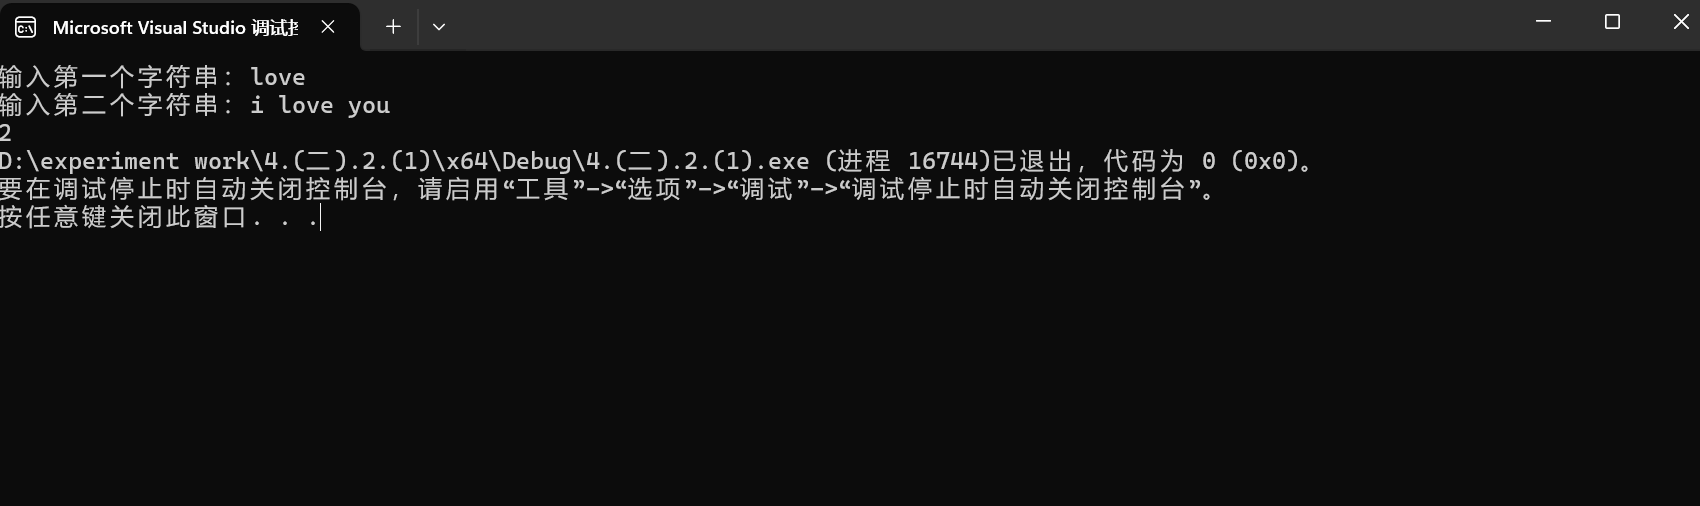 Microsoft Visual Studio 调试控
输入第一个字符串：love
输入第二个字符串：i love you
2
D:\experiment work\4.(二).2.(1)\x64\Debug\4.(二).2.(1).exe (进程 16744)已退出，代码为 0 (0x0)。
要在调试停止时自动关闭控制台，请启用“工具”->“选项”->“调试”->“调试停止时自动关闭控制台”。
按任意键关闭此窗口. . .